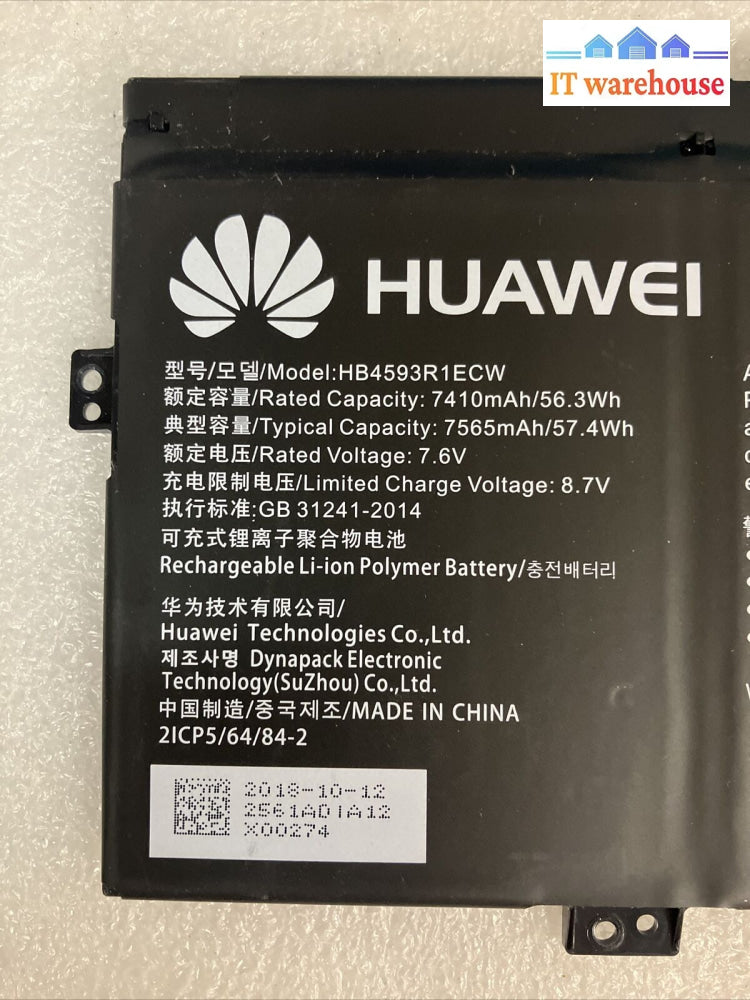 IT warehouse
HUAWEI
型号/모델/Model:HB4593R1ECW
额定容量/Rated Capacity: 7410mAh/56.3Wh
典型容量/Typical Capacity: 7565mAh/57.4Wh
额定电压/Rated Voltage: 7.6V
充电限制电压/Limited Charge Voltage: 8.7V
执行标准:GB 31241-2014
可充式锂离子聚合物电池
Rechargeable Li-ion Polymer Battery/충전배터리
华为技术有限公司/
Huawei Technologies Co.,Ltd.
제조사명 Dynapack Electronic
Technology(SuZhou) Co.,Ltd.
中国制造/중국제조/MADE IN CHINA
2ICP5/64/84-2
2018-10-12
2561AD1A12
X00274